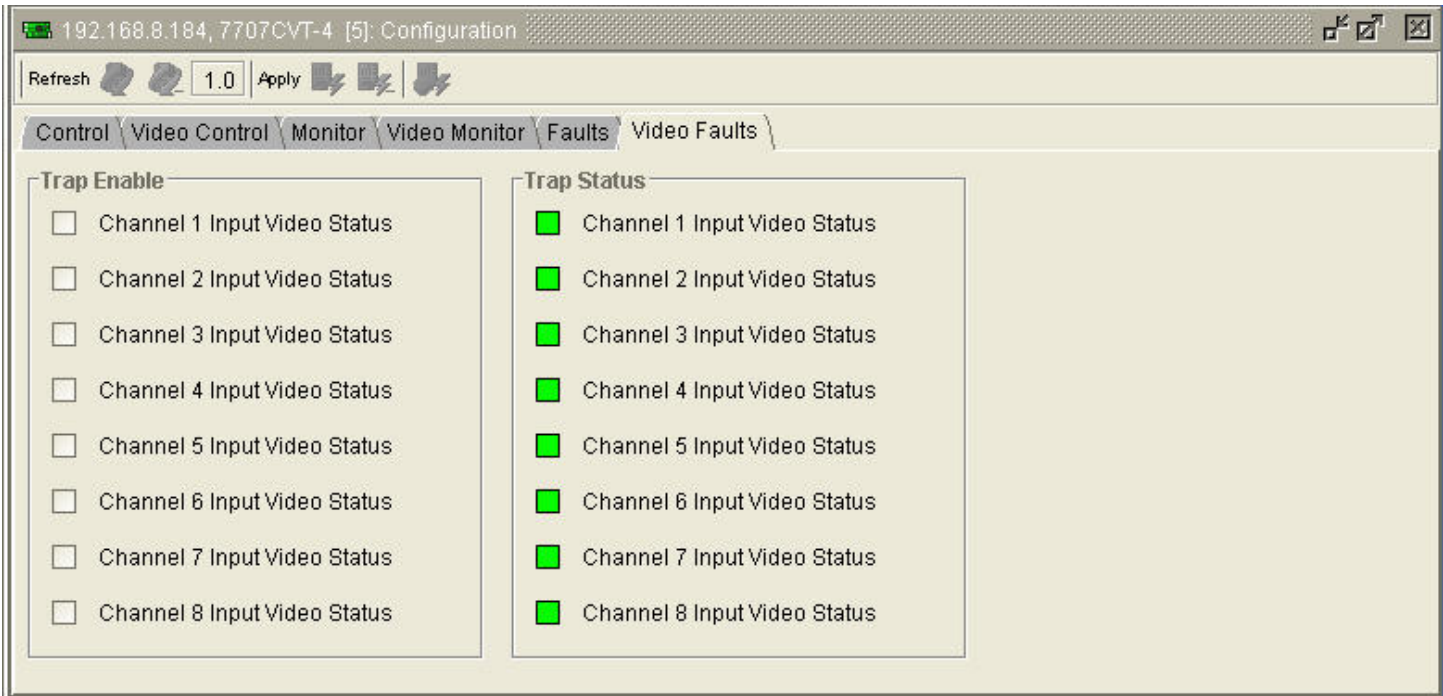 192.168.8.184, 7707CVT-4 [5]: Configuration
Refresh 1.0 Apply
Control Video Control Monitor Video Monitor Faults Video Faults
Trap Enable
Channel 1 Input Video Status
Channel 2 Input Video Status
Channel 3 Input Video Status
Channel 4 Input Video Status
Channel 5 Input Video Status
Channel 6 Input Video Status
Channel 7 Input Video Status
Channel 8 Input Video Status
Trap Status
Channel 1 Input Video Status
Channel 2 Input Video Status
Channel 3 Input Video Status
Channel 4 Input Video Status
Channel 5 Input Video Status
Channel 6 Input Video Status
Channel 7 Input Video Status
Channel 8 Input Video Status